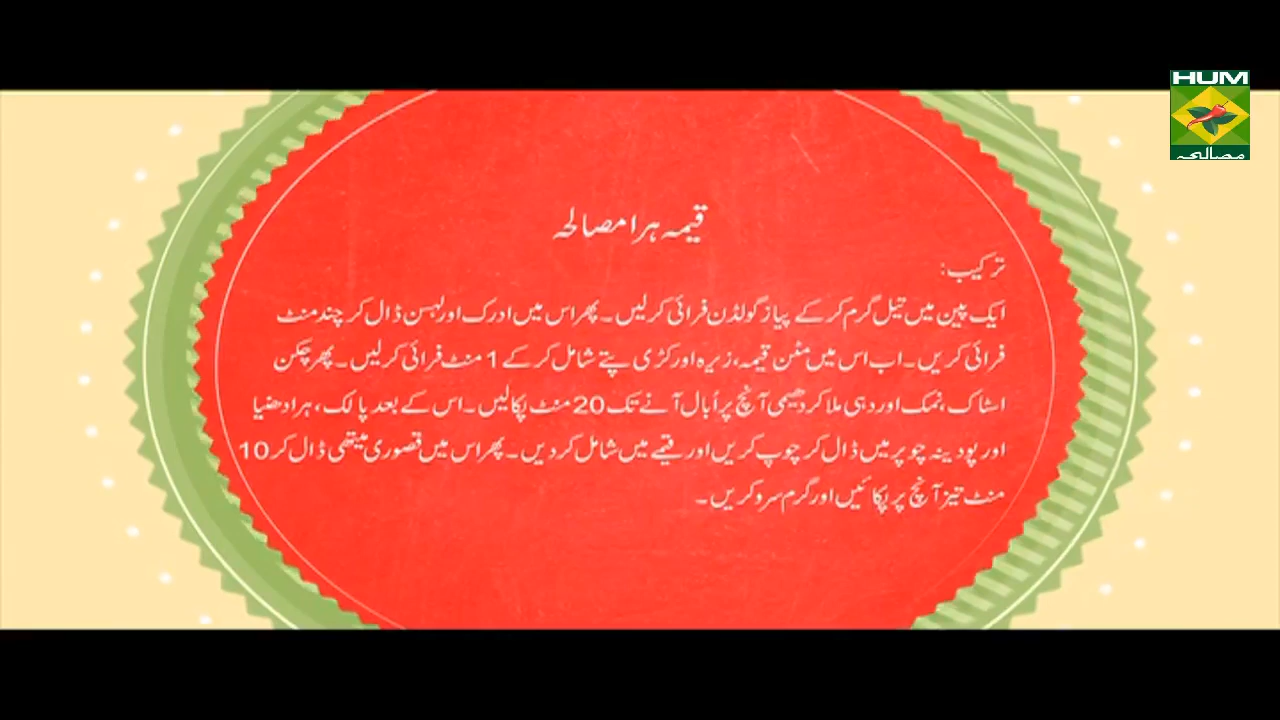 HUM
مصالحہ
قیمہ ہرا مصالحہ
ترکیب:
ایک پین میں تیل گرم کر کے پیاز گولڈن فرائی کر لیں۔ پھر اس میں ادرک اور لہسن ڈال کر چند منٹ
فرائی کریں۔ اب اس میں مٹن قیمہ، زیرہ اور کڑی پتے شامل کر کے 1 منٹ فرائی کر لیں۔ پھر چکن
اسٹاک، نمک اور دہی ملا کر دھیمی آنچ پر اُبال آنے تک 20 منٹ پکالیں۔ اس کے بعد پالک، ہرا دھنیا
اور پودینہ چوپر میں ڈال کر چوپ کریں اور قیمے میں شامل کر دیں۔ پھر اس میں قصوری میتھی ڈال کر 10
منٹ تیز آنچ پر پکائیں اور گرم سرو کریں۔